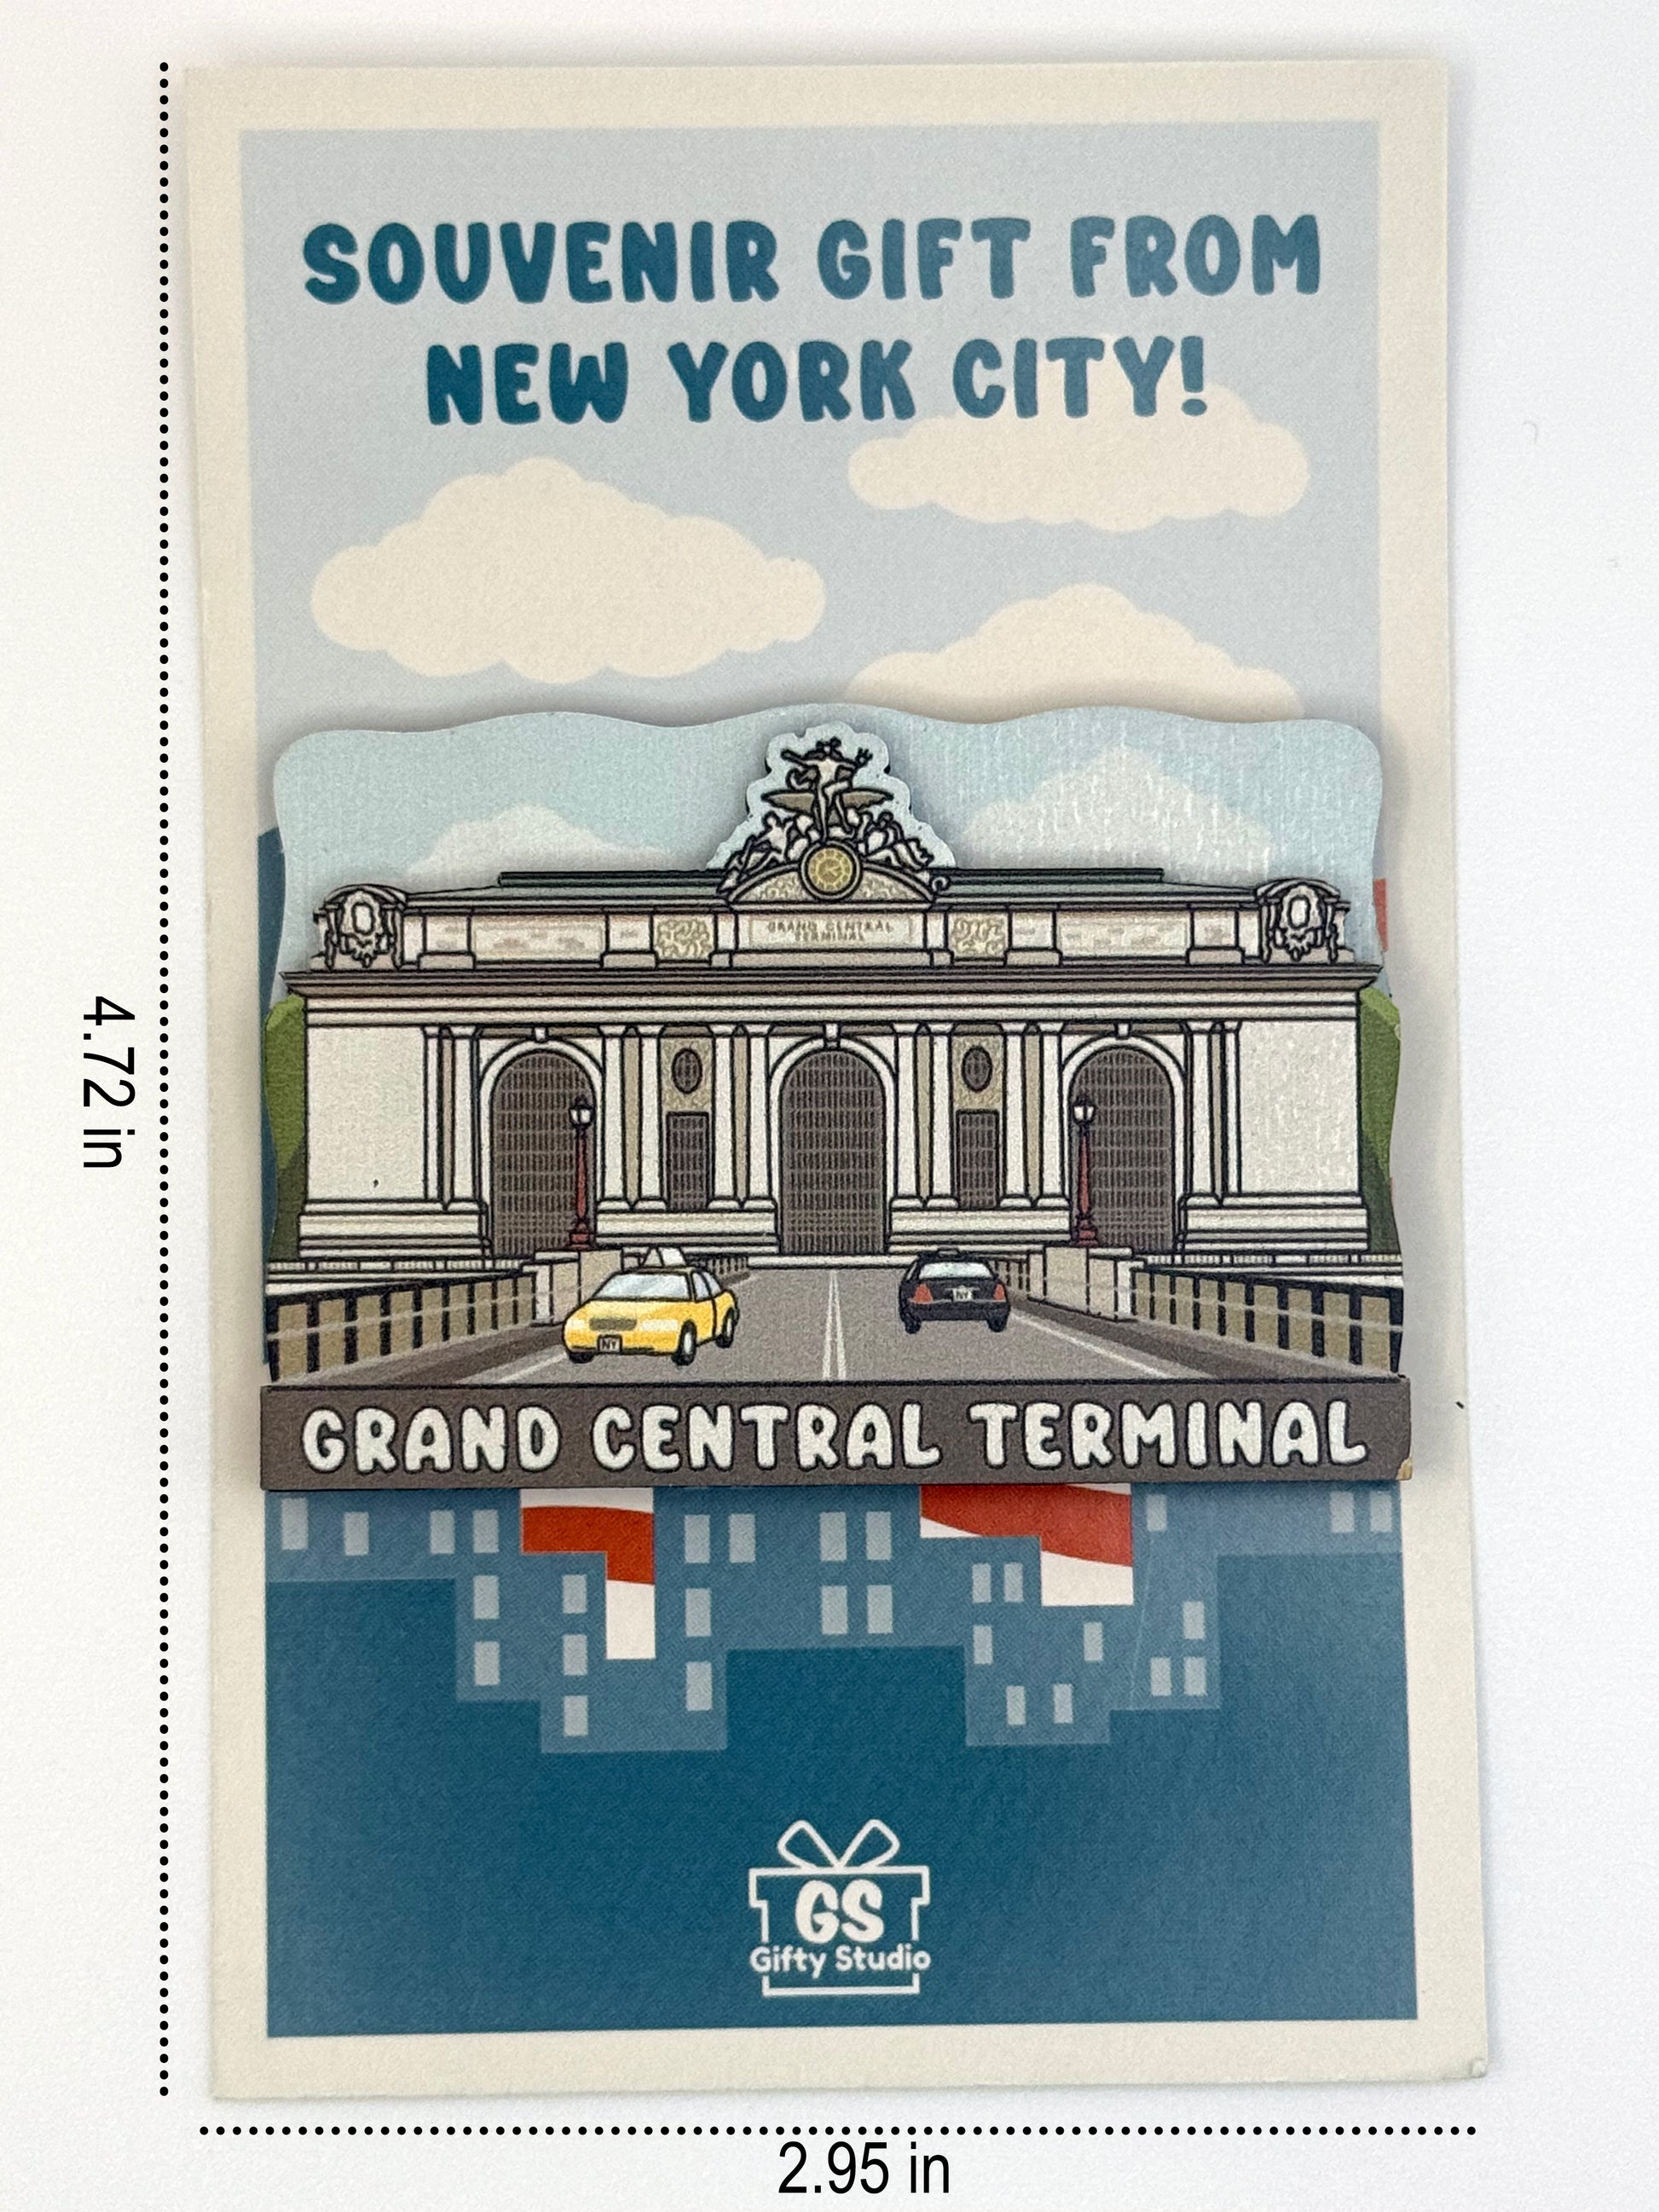 SOUVENIR GIFT FROM
NEW YORK CITY!
GRAND CENTRAL
TERMINAL
NY
NY
GRAND CENTRAL TERMINAL
GS
Gifty Studio
4.72 in
2.95 in